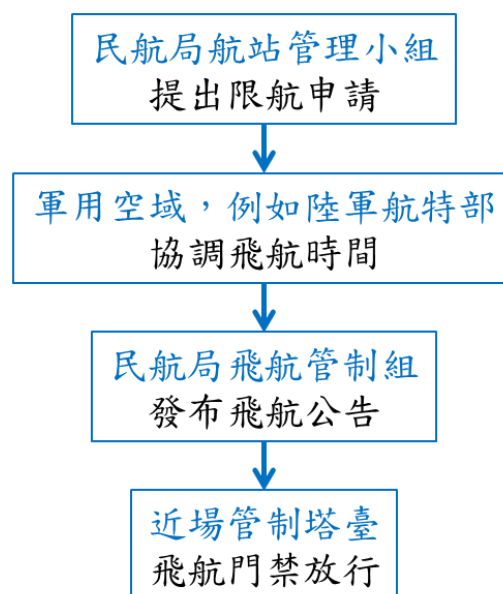 民航局航站管理小組
提出限航申請
軍用空域，例如陸軍航特部
協調飛航時間
民航局飛航管制組
發布飛航公告
近場管制塔臺
飛航門禁放行